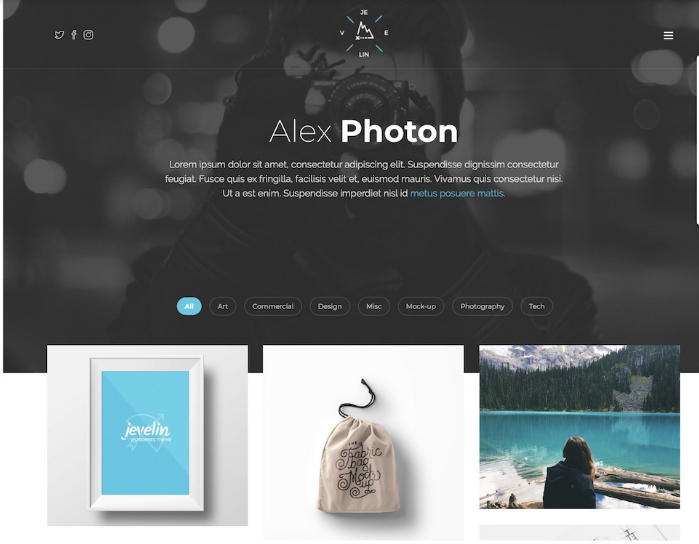 JE
V E
LIN
Alex Photon
Lorem ipsum dolor sit amet, consectetur adipiscing elit. Suspendisse dignissim consectetur
feugiat. Fusce quis ex fringilla, facilisis velit et, euismod mauris. Vivamus quis consectetur nisi.
Ut a est enim. Suspendisse imperdiet nisl id metus posuere mattis.
All Art Commercial Design Misc Mock-up Photography Tech
jevelin
WORDPRESS THEME
THE
Fabric
bag
Mock
up